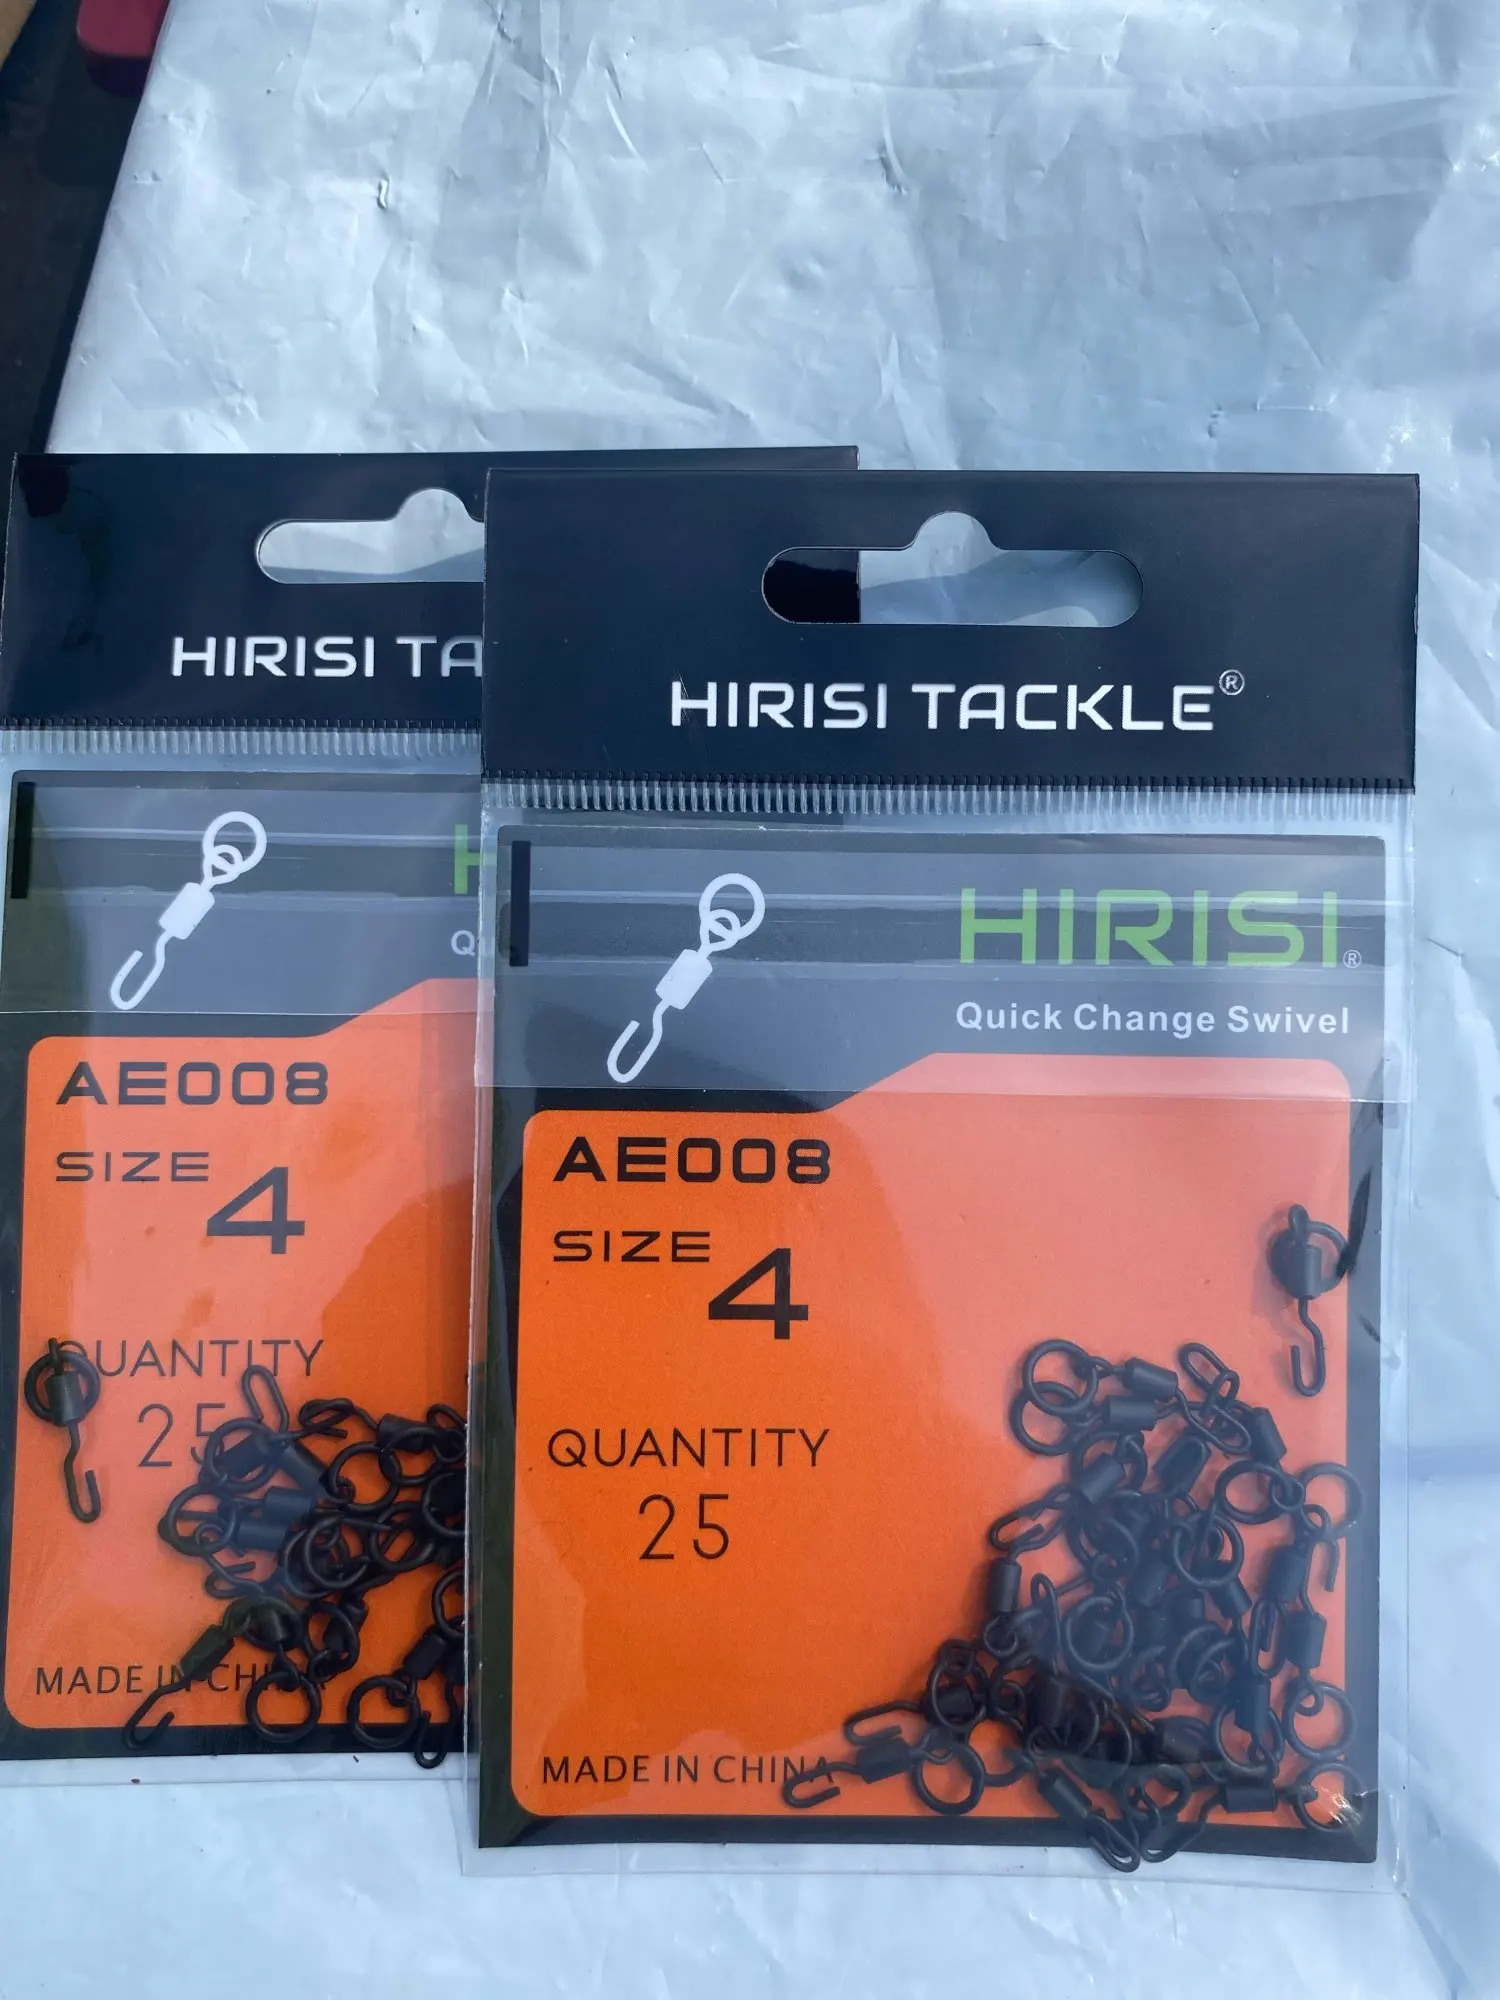 HIRISI TA
Q
AE008
SIZE 4
QUANTITY
25
MADE IN CHINA
HIRISI TACKLE®
HIRISI®
Quick Change Swivel
AE008
SIZE 4
QUANTITY
25
MADE IN CHINA